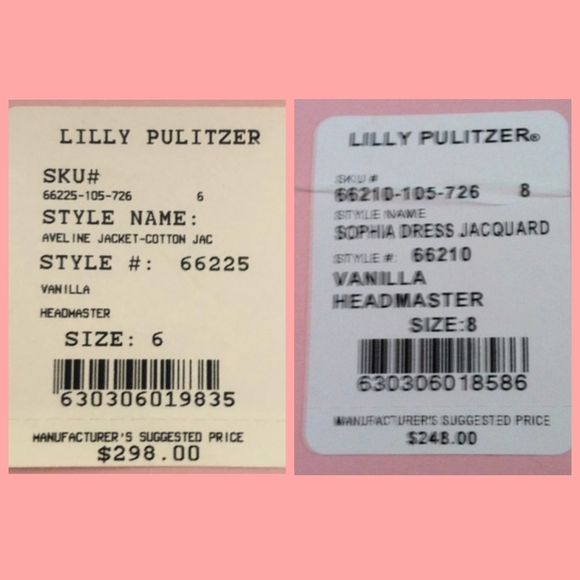 LILLY PULITZER
SKU#
66225-105-726 6
STYLE NAME:
AVELINE JACKET-COTTON JAC
STYLE #: 66225
VANILLA
HEADMASTER
SIZE: 6
630306019835
MANUFACTURER'S SUGGESTED PRICE
$298.00
LILLY PULITZER®
SKU #
66210-105-726 8
STYLE NAME
SOPHIA DRESS JACQUARD
STYLE #: 66210
VANILLA
HEADMASTER
SIZE:8
630306018586
MANUFACTURER'S SUGGESTED PRICE
$248.00